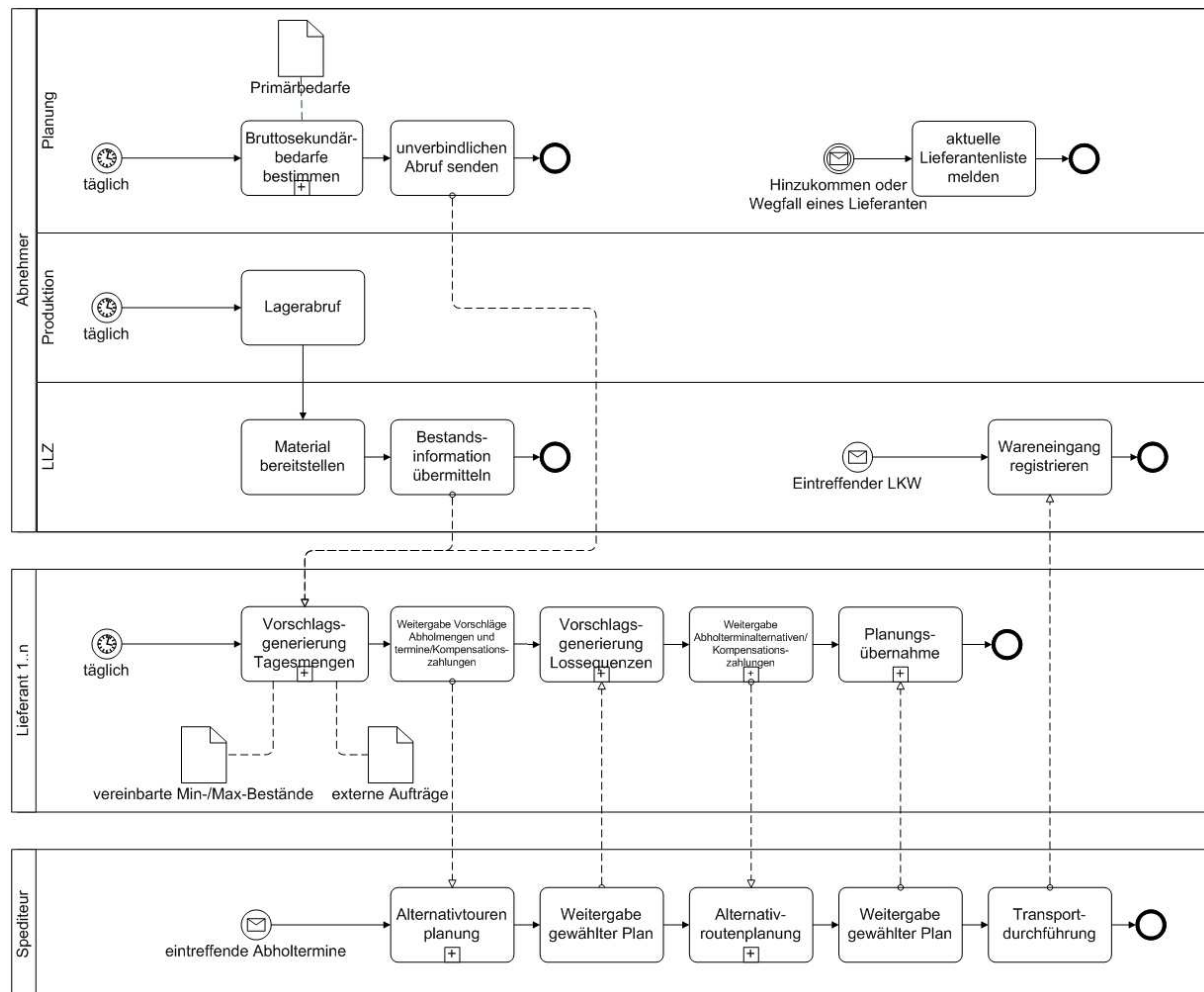 Abnehmer
Planung
Primärbedarfe
täglich
Bruttosekundär-
bedarfe
bestimmen
unverbindlichen
Abruf senden
Hinzukommen oder
Wegfall eines Lieferanten
aktuelle
Lieferantenliste
melden
Produktion
täglich
Lagerabruf
LLZ
Material
bereitstellen
Bestands-
information
übermitteln
Eintreffender LKW
Wareneingang
registrieren
Lieferant 1..n
täglich
Vorschlags-
generierung
Tagesmengen
Weitergabe Vorschläge
Abholmengen und
termine/Kompensations-
zahlungen
Vorschlags-
generierung
Lossequenzen
Weitergabe
Abholterminalternativen/
Kompensations-
zahlungen
Planungs-
übernahme
vereinbarte Min-/Max-Bestände
externe Aufträge
Spediteur
eintreffende Abholtermine
Alternativtouren
planung
Weitergabe
gewählter Plan
Alternativ-
routenplanung
Weitergabe
gewählter Plan
Transport-
durchführung